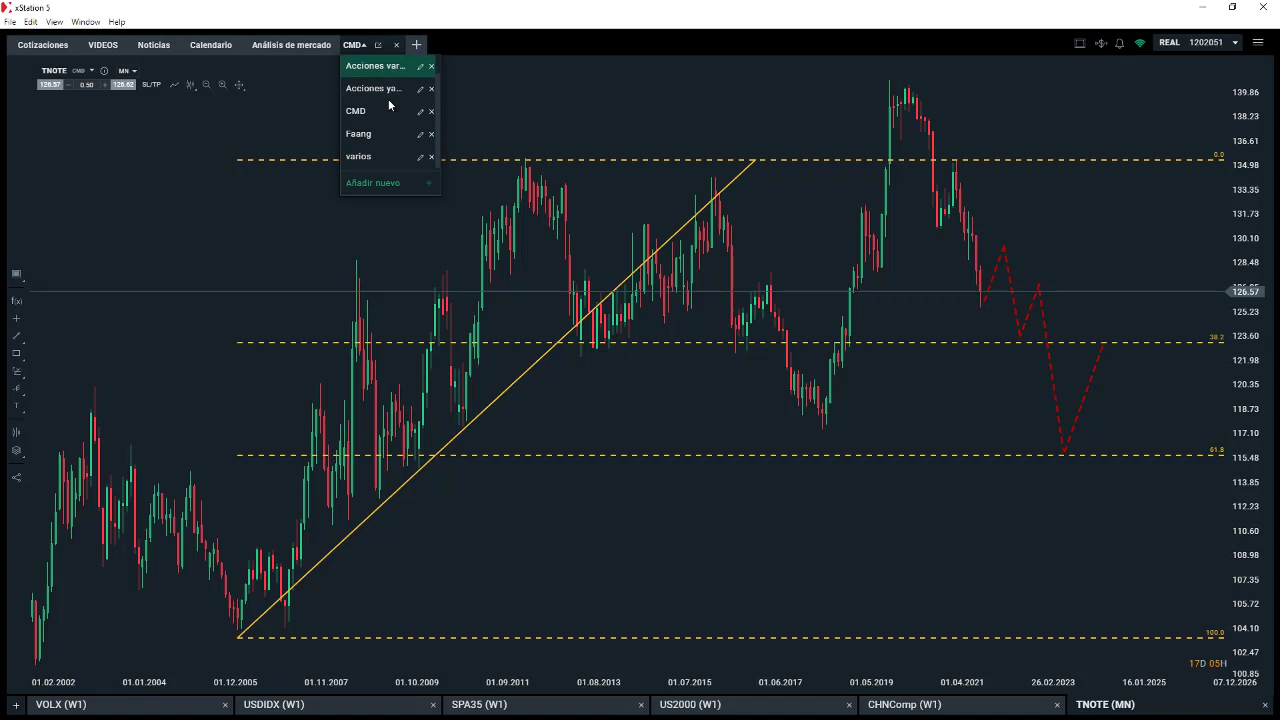 xStation 5
File Edit View Window Help
Cotizaciones VIDEOS Noticias Calendario Análisis de mercado CMD
REAL 1202051
TNOTE CMD MN
126.57 0.50 126.62 SL/TP
Acciones var...
Acciones ya...
CMD
Faang
varios
Añadir nuevo
0.0
38.2
61.8
100.0
139.86
138.23
136.61
134.98
133.35
131.73
130.10
128.48
126.57
125.23
123.60
121.98
120.35
118.73
117.10
115.48
113.85
112.23
110.60
108.98
107.35
105.72
104.10
102.47
100.85
17D 05H
f(x)
T
01.02.2002 01.01.2004 01.12.2005 01.11.2007 01.10.2009 01.09.2011 01.08.2013 01.07.2015 01.06.2017 01.05.2019 01.04.2021 26.02.2023 16.01.2025 07.12.2026
VOLX (W1) USDIDX (W1) SPA35 (W1) US2000 (W1) CHNComp (W1) TNOTE (MN)